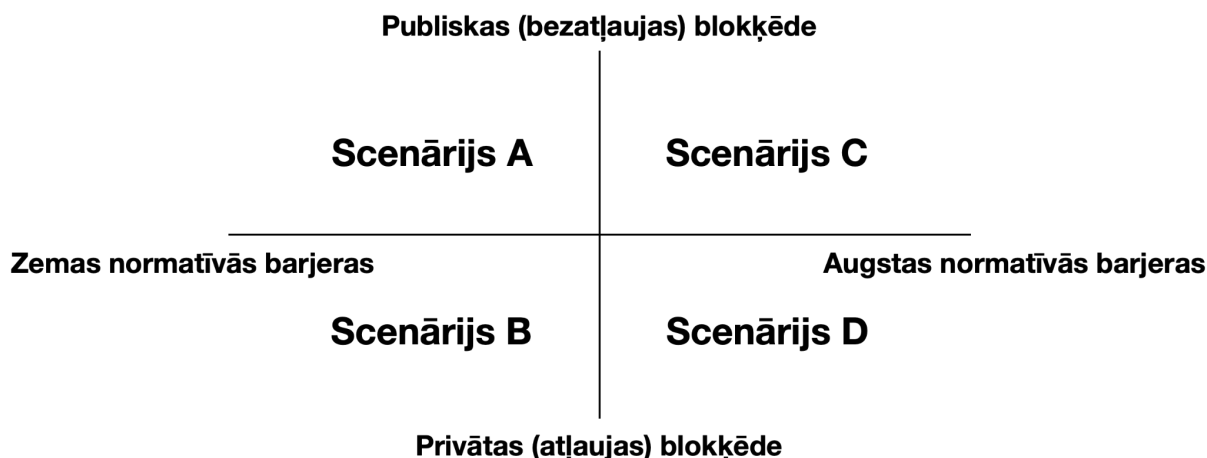 Publiskas (bezatļaujas) blokķēde
Scenārijs A
Scenārijs C
Zemas normatīvās barjeras
Augstas normatīvās barjeras
Scenārijs B
Scenārijs D
Privātas (atļaujas) blokķēde